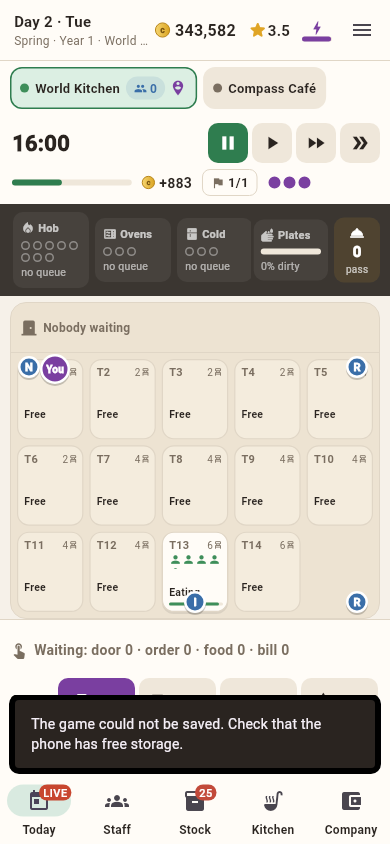 Day 2 · Tue
Spring · Year 1 · World ...
343,582
3.5
World Kitchen 0
Compass Café
16:00
+883
1/1
Hob
no queue
Ovens
no queue
Cold
no queue
Plates
0% dirty
0
pass
Nobody waiting
N You R
T2 2 T3 2 T4 2 T5
Free Free Free Free Free
T6 2 T7 4 T8 4 T9 4 T10 4
Free Free Free Free Free
T11 4 T12 4 T13 6 T14 6
Free Free Eating Free
I R
Waiting: door 0 · order 0 · food 0 · bill 0
The game could not be saved. Check that the
phone has free storage.
LIVE 25
Today Staff Stock Kitchen Company